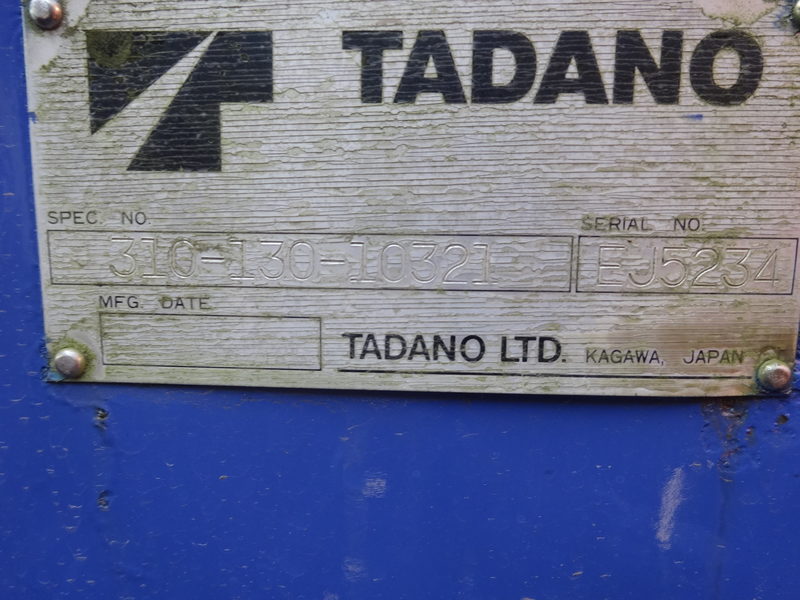 TADANO
SPEC. NO. SERIAL NO.
310-130-10321 EJ5234
MFG. DATE
TADANO LTD. KAGAWA, JAPAN